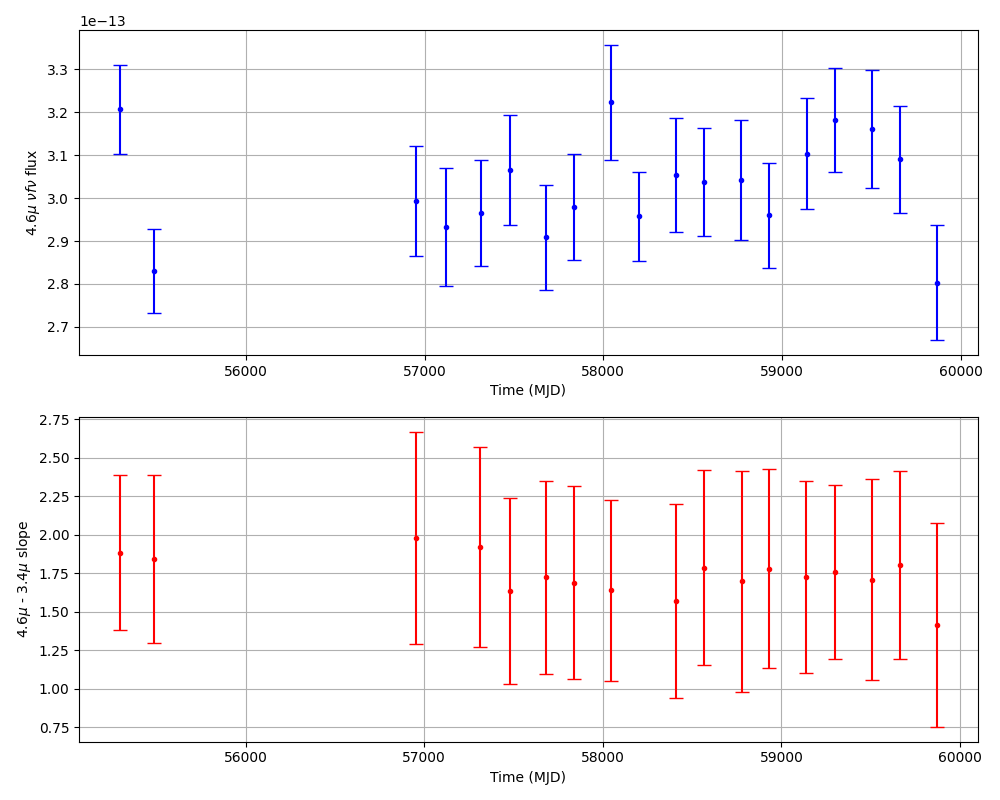 1e−13
3.3
3.2
3.1
3.0
2.9
2.8
2.7
4.6μ νfν flux
56000 57000 58000 59000 60000
Time (MJD)
2.75
2.50
2.25
2.00
1.75
1.50
1.25
1.00
0.75
4.6μ - 3.4μ slope
56000 57000 58000 59000 60000
Time (MJD)